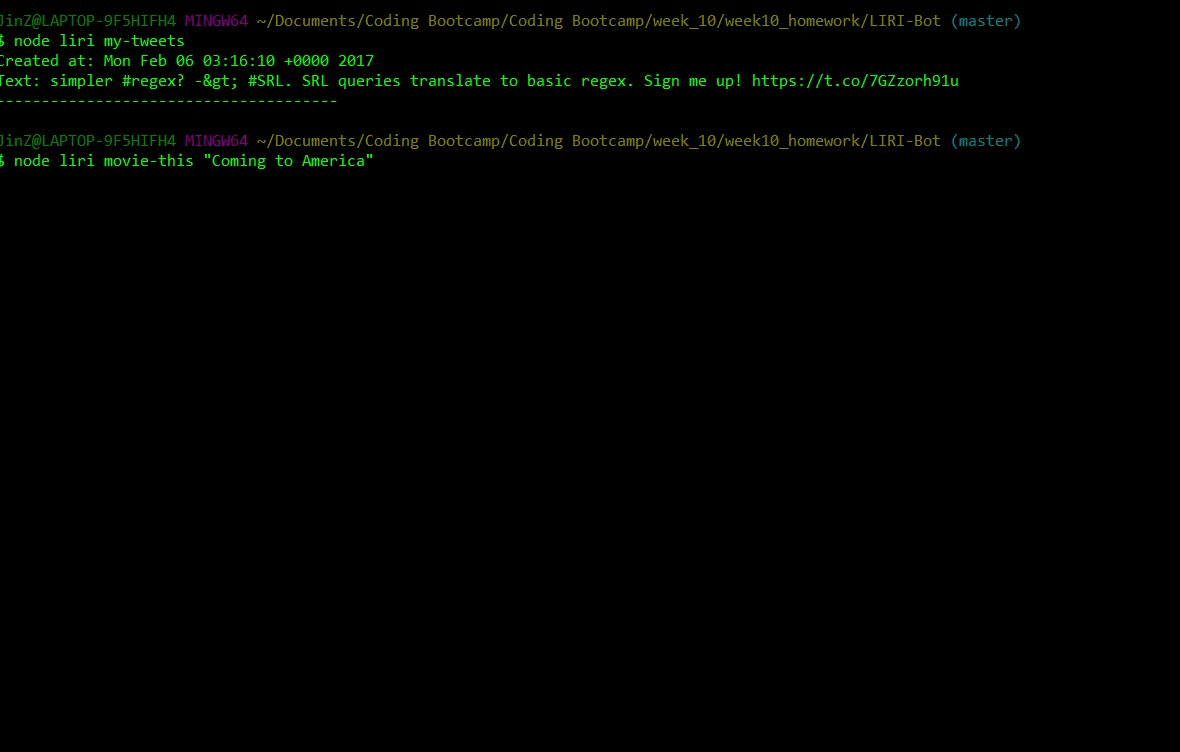 JinZ@LAPTOP-9F5HIFH4 MINGW64 ~/Documents/Coding Bootcamp/Coding Bootcamp/week_10/week10_homework/LIRI-Bot (master)
$ node liri my-tweets
Created at: Mon Feb 06 03:16:10 +0000 2017
Text: simpler #regex? -&gt; #SRL. SRL queries translate to basic regex. Sign me up! https://t.co/7GZzorh91u
--------------------------------------
JinZ@LAPTOP-9F5HIFH4 MINGW64 ~/Documents/Coding Bootcamp/Coding Bootcamp/week_10/week10_homework/LIRI-Bot (master)
$ node liri movie-this "Coming to America"